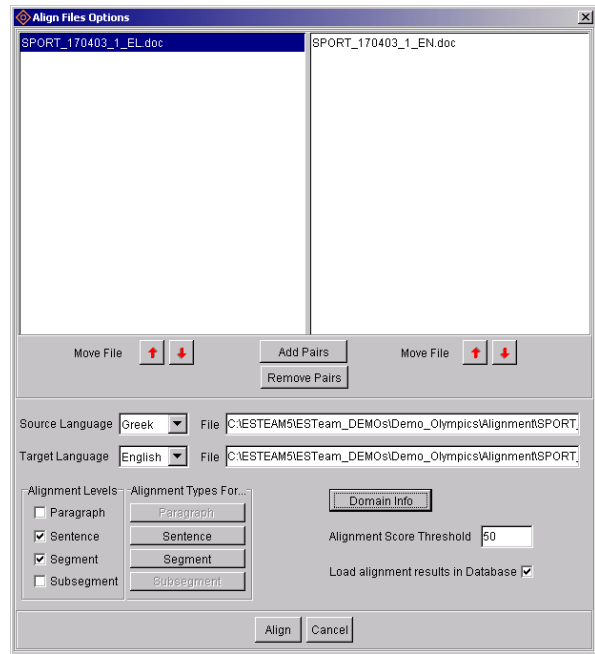 Align Files Options
SPORT_170403_1_EL.doc
SPORT_170403_1_EN.doc
Move File
Add Pairs
Move File
Remove Pairs
Source Language Greek File C:\ESTEAM5\ESTeam_DEMOs\Demo_Olympics\Alignment\SPORT_
Target Language English File C:\ESTEAM5\ESTeam_DEMOs\Demo_Olympics\Alignment\SPORT_
Alignment Levels Alignment Types For...
Paragraph Paragraph
Sentence Sentence
Segment Segment
Subsegment Subsegment
Domain Info
Alignment Score Threshold 50
Load alignment results in Database
Align Cancel